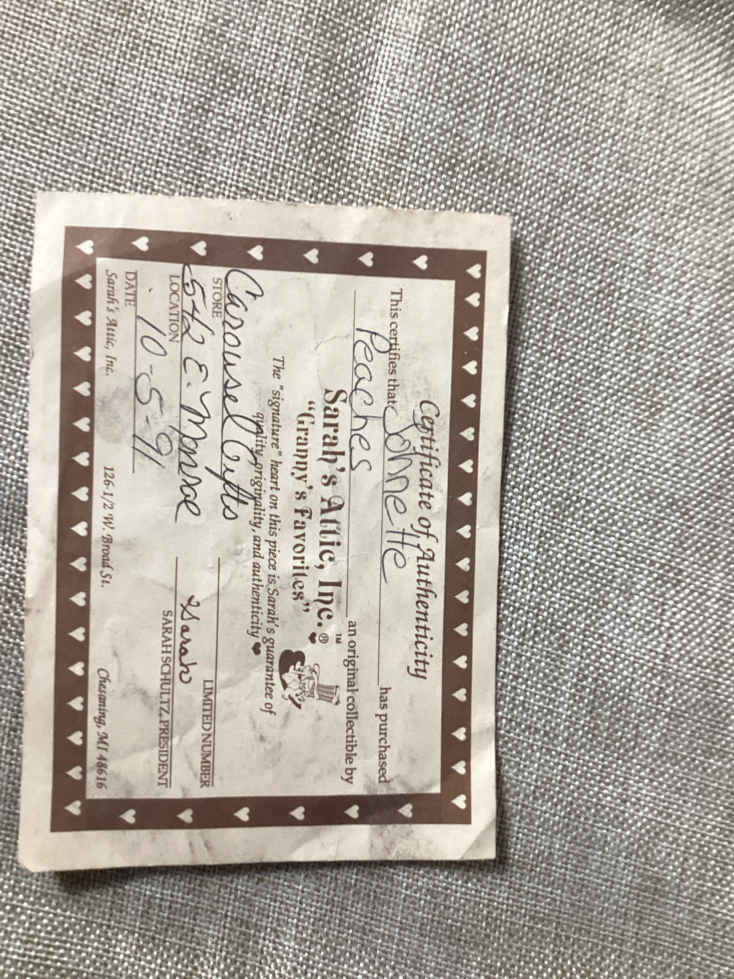 Certificate of Authenticity
This certifies that Johnette has purchased
Peaches an original collectible by
Sarah's Attic, Inc.®™
"Granny's Favorites"
The "signature" heart on this piece is Sarah's guarantee of
quality, originality, and authenticity ♥
Carousel Gifts
STORE LIMITED NUMBER
542 E. Monroe Sarah
LOCATION SARAH SCHULTZ, PRESIDENT
10-5-91
DATE
Sarah's Attic, Inc. 126-1/2 W. Broad St. Chesaning, MI 48616